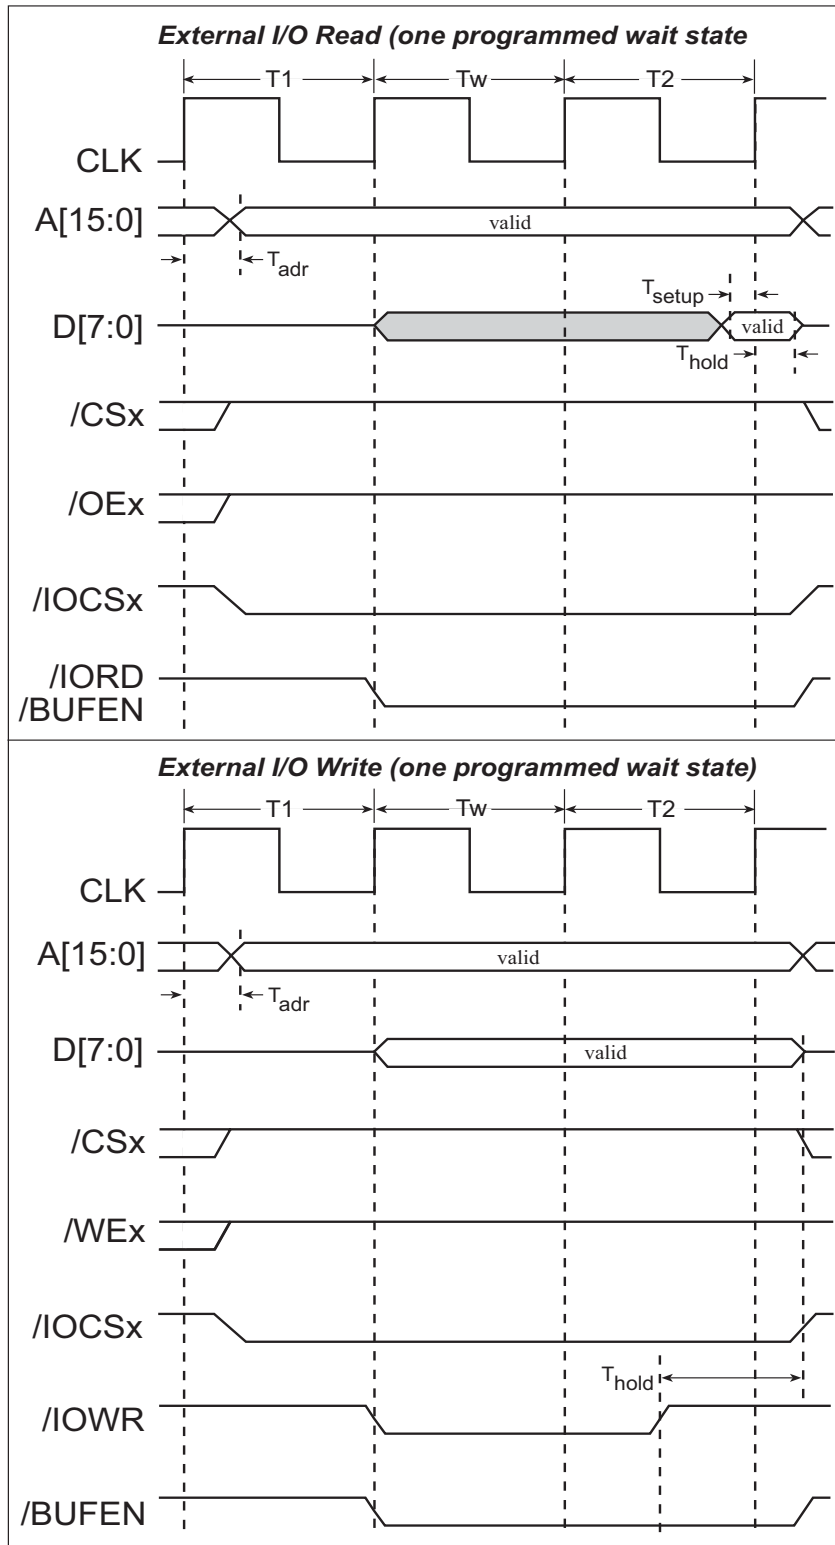 External I/O Read (one programmed wait state
T1 Tw T2
CLK
A[15:0] valid
Tadr
Tsetup
D[7:0] valid
Thold
/CSx
/OEx
/IOCSx
/IORD
/BUFEN
External I/O Write (one programmed wait state)
T1 Tw T2
CLK
A[15:0] valid
Tadr
D[7:0] valid
/CSx
/WEx
/IOCSx
Thold
/IOWR
/BUFEN